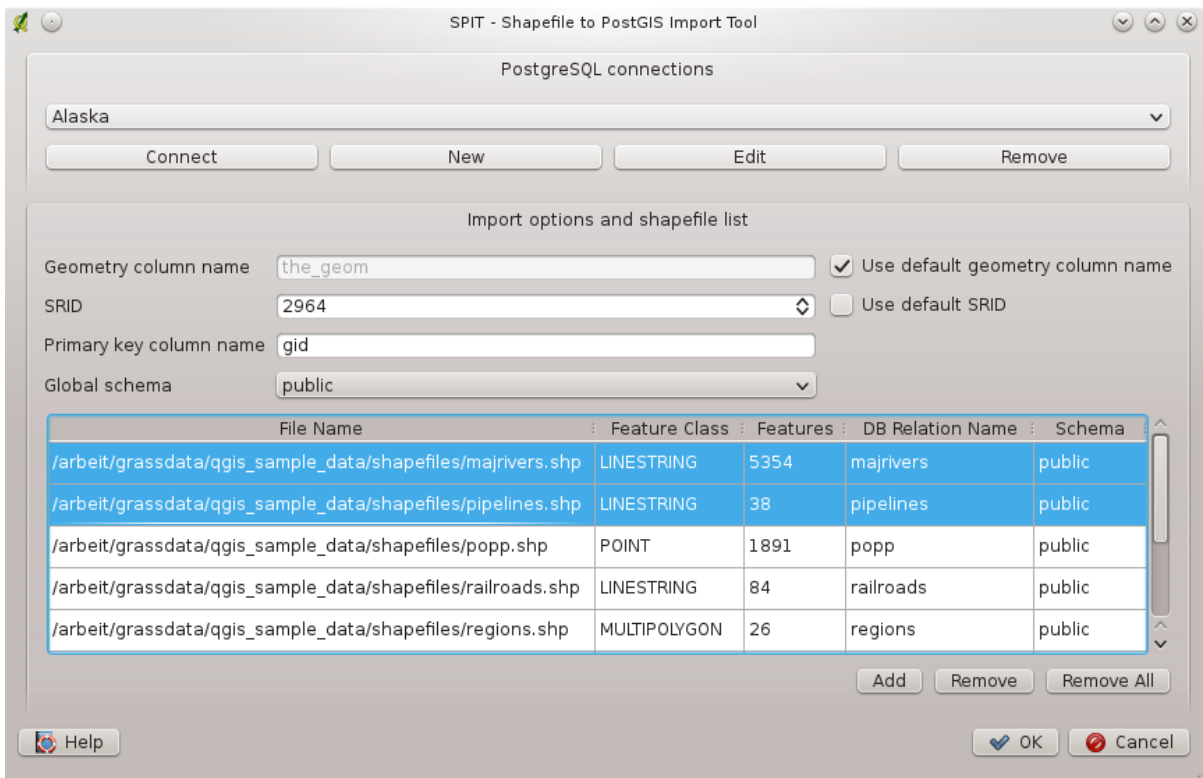 SPIT - Shapefile to PostGIS Import Tool
PostgreSQL connections
Alaska
Connect New Edit Remove
Import options and shapefile list
Geometry column name the_geom Use default geometry column name
SRID 2964 Use default SRID
Primary key column name gid
Global schema public
File Name Feature Class Features DB Relation Name Schema
/arbeit/grassdata/qgis_sample_data/shapefiles/majrivers.shp LINESTRING 5354 majrivers public
/arbeit/grassdata/qgis_sample_data/shapefiles/pipelines.shp LINESTRING 38 pipelines public
/arbeit/grassdata/qgis_sample_data/shapefiles/popp.shp POINT 1891 popp public
/arbeit/grassdata/qgis_sample_data/shapefiles/railroads.shp LINESTRING 84 railroads public
/arbeit/grassdata/qgis_sample_data/shapefiles/regions.shp MULTIPOLYGON 26 regions public
Add Remove Remove All
Help OK Cancel